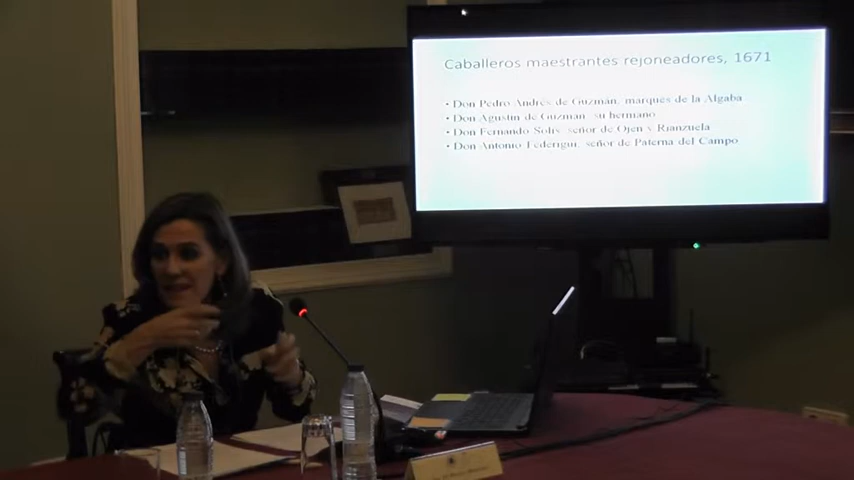 Caballeros maestrantes rejoneadores, 1671
• Don Pedro Andrés de Guzmán, marqués de la Algaba
• Don Agustín de Guzmán, su hermano
• Don Fernando Solís, señor de Ojen y Rianzuela
• Don Antonio Federigui, señor de Paterna del Campo